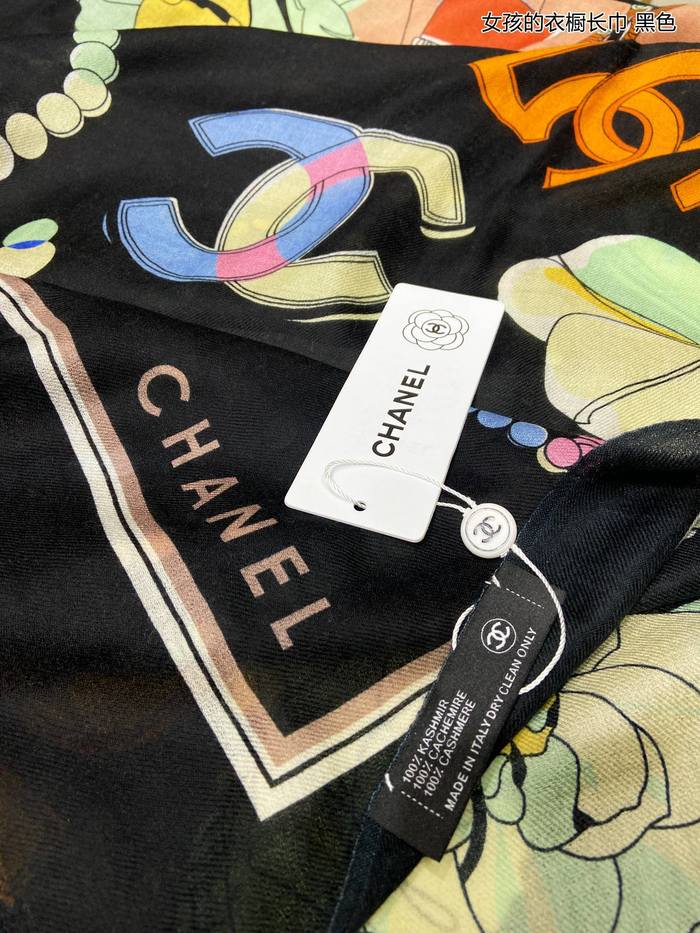 女孩的衣橱长巾 黑色
CHANEL
CHANEL
100% KASHMIR
100% CACHEMIRE
100% CASHMERE
MADE IN ITALY DRY CLEAN ONLY